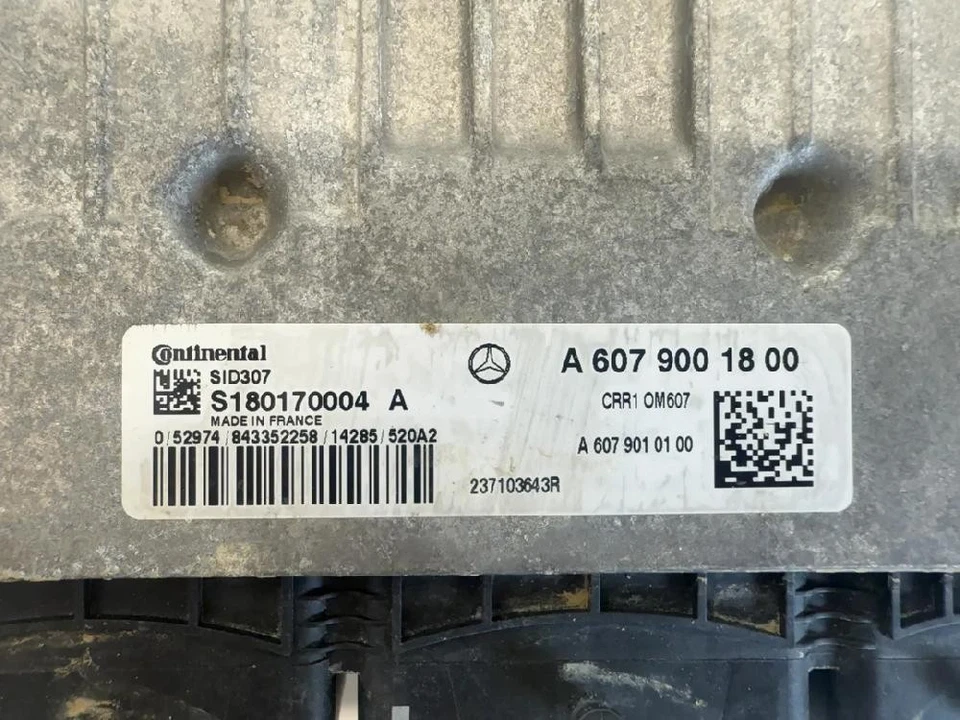 Continental
SID307
S180170004 A
MADE IN FRANCE
0/52974/843352258/14285/520A2
A 607 900 18 00
CRR1 OM607
A 607 901 01 00
237103643R